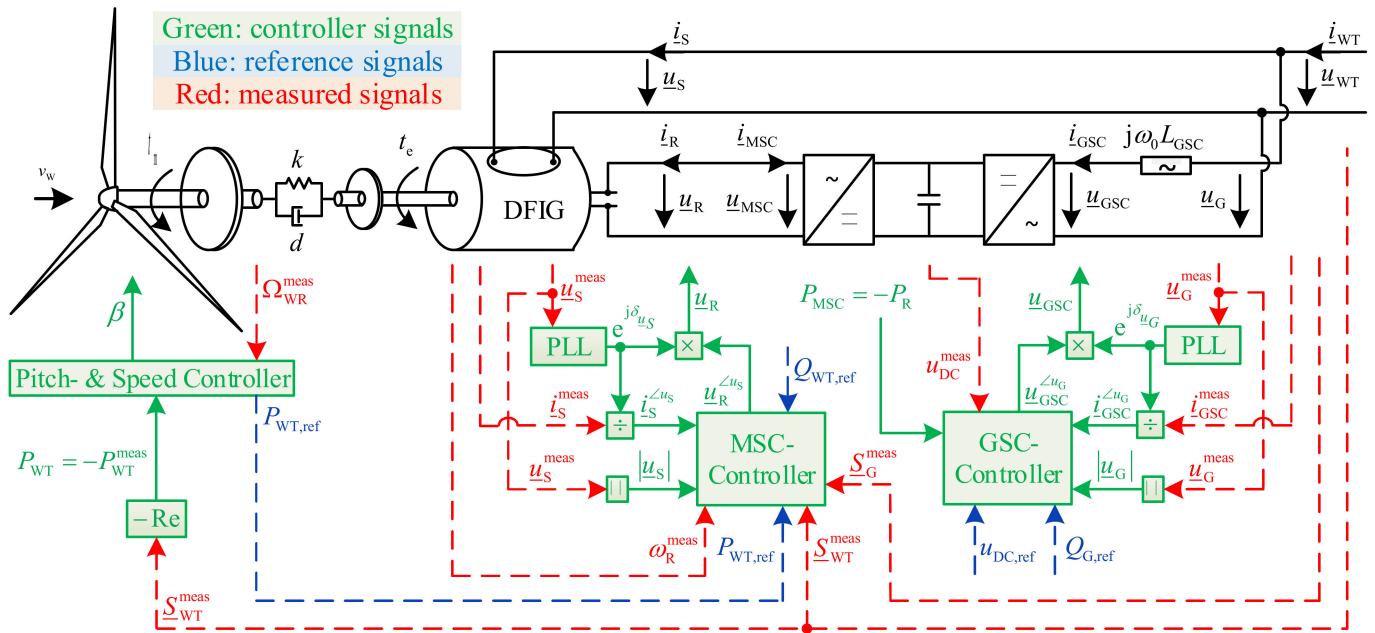 Green: controller signals
Blue: reference signals
Red: measured signals
i_S
i_WT
u_S
u_WT
v_w
k
d
t_e
DFIG
i_R
i_MSC
u_R
u_MSC
~
=
=
~
i_GSC
jω_0 L_GSC
~
u_GSC
u_G
β
Ω_WR^meas
u_S^meas
u_R
P_MSC = −P_R
u_GSC
u_G^meas
PLL
e^jδ_u_S
×
u_DC^meas
×
e^jδ_u_G
PLL
Pitch- & Speed Controller
Q_WT,ref
P_WT,ref
i_S^meas
÷
i_S^∠u_S
u_R^∠u_S
u_GSC^∠u_G
i_GSC^∠u_G
÷
i_GSC^meas
MSC-
Controller
GSC-
Controller
P_WT = −P_WT^meas
u_S^meas
||
|u_S|
S_G^meas
|u_G|
||
u_G^meas
−Re
ω_R^meas
P_WT,ref
S_WT^meas
u_DC,ref
Q_G,ref
S_WT^meas